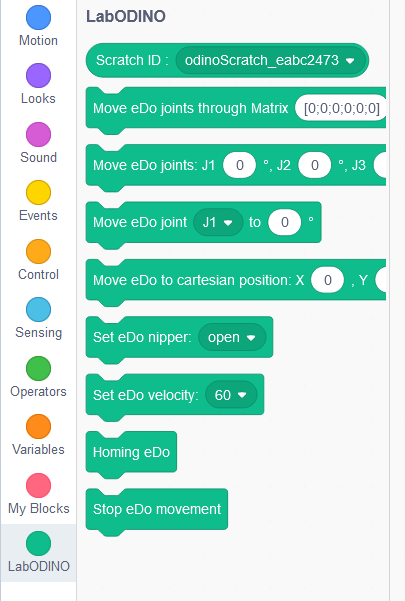 Motion
Looks
Sound
Events
Control
Sensing
Operators
Variables
My Blocks
LabODINO
LabODINO
Scratch ID : odinoScratch_eabc2473
Move eDo joints through Matrix [0;0;0;0;0;0]
Move eDo joints: J1 0 °, J2 0 °, J3
Move eDo joint J1 to 0 °
Move eDo to cartesian position: X 0 , Y
Set eDo nipper: open
Set eDo velocity: 60
Homing eDo
Stop eDo movement